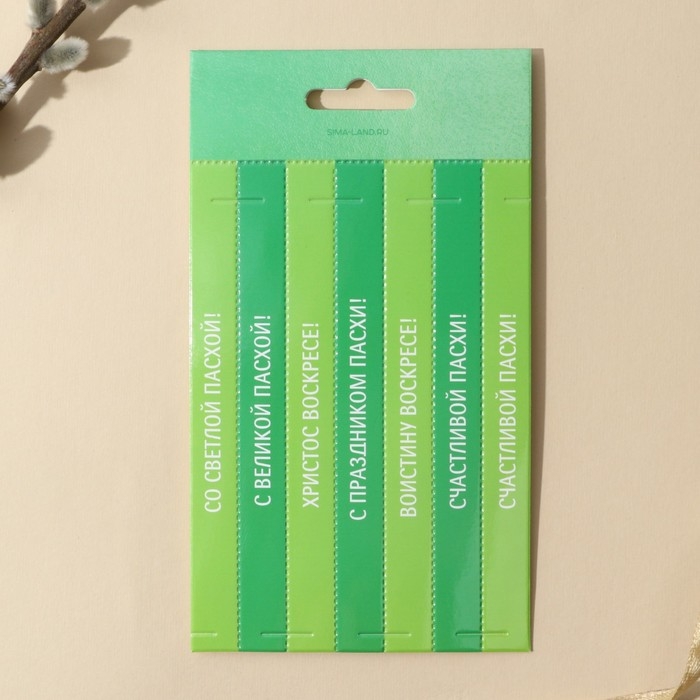 SIMA-LAND.RU
СО СВЕТЛОЙ ПАСХОЙ!
С ВЕЛИКОЙ ПАСХОЙ!
ХРИСТОС ВОСКРЕСЕ!
С ПРАЗДНИКОМ ПАСХИ!
ВОИСТИНУ ВОСКРЕСЕ!
СЧАСТЛИВОЙ ПАСХИ!
СЧАСТЛИВОЙ ПАСХИ!